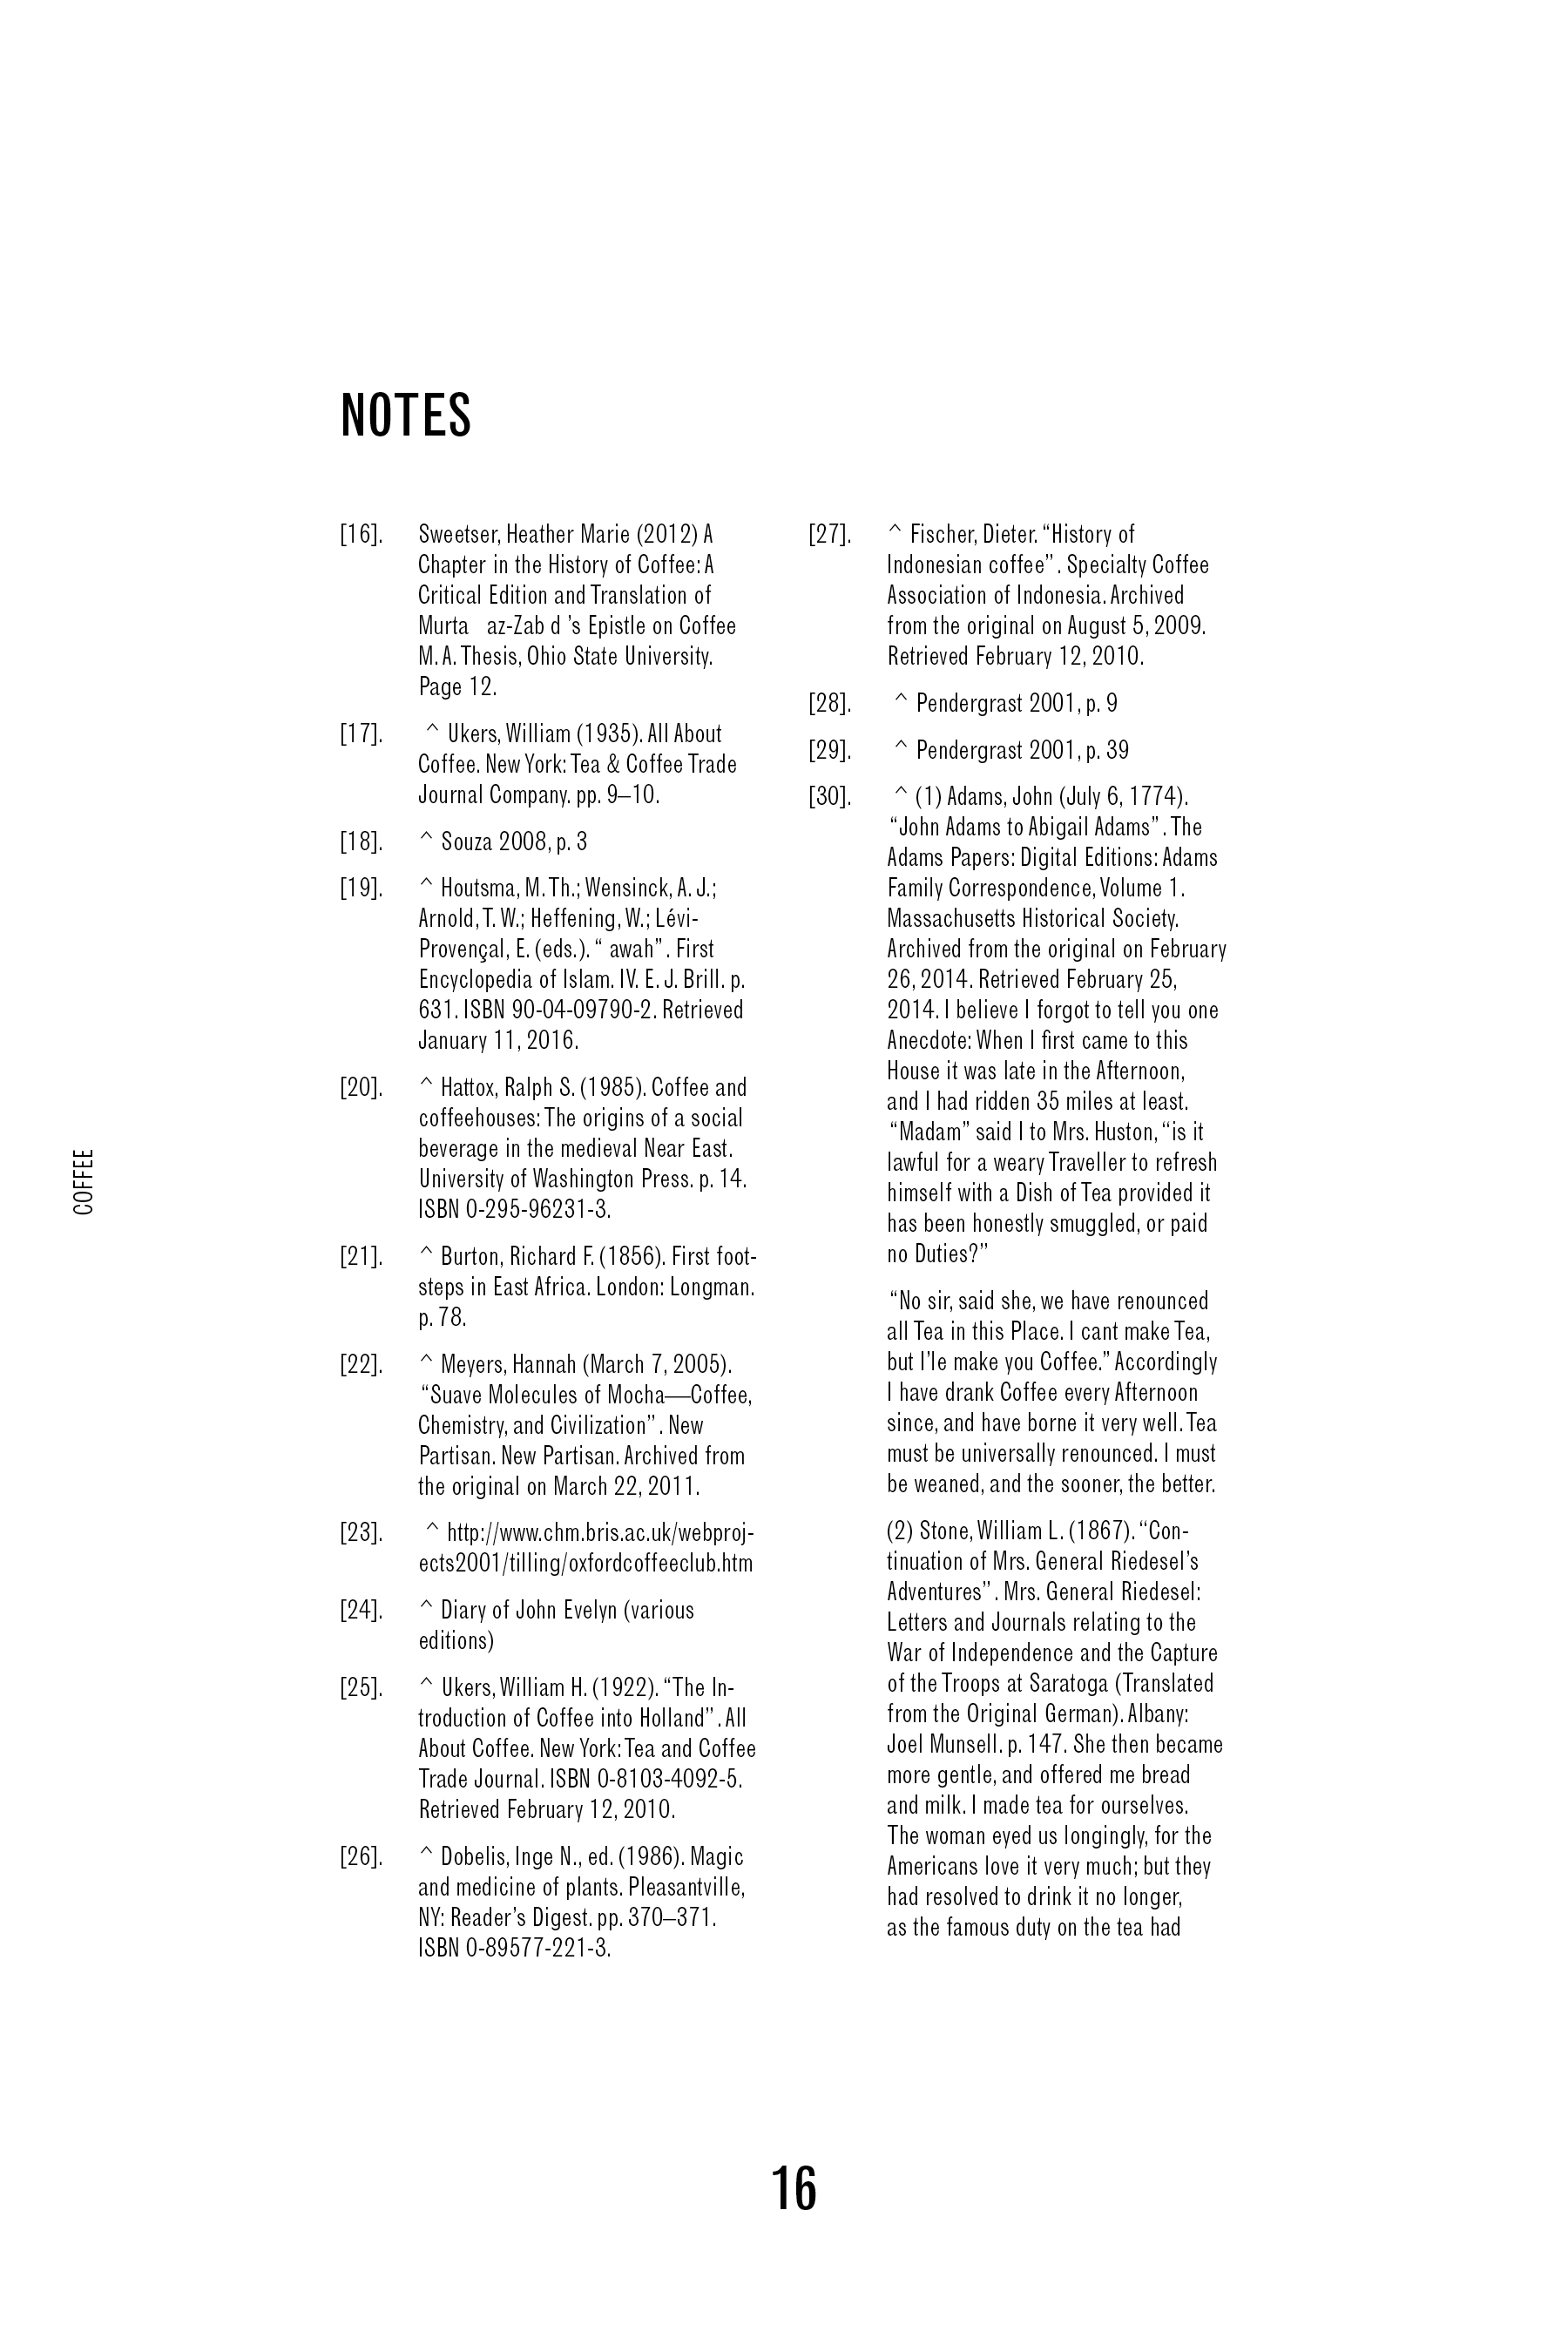 NOTES
[16]. Sweetser, Heather Marie (2012) A
Chapter in the History of Coffee: A
Critical Edition and Translation of
Murta   az-Zab d ’s Epistle on Coffee
M. A. Thesis, Ohio State University.
Page 12.
[17]. ^ Ukers, William (1935). All About
Coffee. New York: Tea & Coffee Trade
Journal Company. pp. 9–10.
[18]. ^ Souza 2008, p. 3
[19]. ^ Houtsma, M. Th.; Wensinck, A. J.;
Arnold, T. W.; Heffening, W.; Lévi-
Provençal, E. (eds.). “ awah” . First
Encyclopedia of Islam. IV. E. J. Brill. p.
631. ISBN 90-04-09790-2. Retrieved
January 11, 2016.
[20]. ^ Hattox, Ralph S. (1985). Coffee and
coffeehouses: The origins of a social
beverage in the medieval Near East.
University of Washington Press. p. 14.
ISBN 0-295-96231-3.
[21]. ^ Burton, Richard F. (1856). First foot-
steps in East Africa. London: Longman.
p. 78.
[22]. ^ Meyers, Hannah (March 7, 2005).
“Suave Molecules of Mocha—Coffee,
Chemistry, and Civilization” . New
Partisan. New Partisan. Archived from
the original on March 22, 2011.
[23]. ^ http://www.chm.bris.ac.uk/webproj-
ects2001/tilling/oxfordcoffeeclub.htm
[24]. ^ Diary of John Evelyn (various
editions)
[25]. ^ Ukers, William H. (1922). “The In-
troduction of Coffee into Holland” . All
About Coffee. New York: Tea and Coffee
Trade Journal. ISBN 0-8103-4092-5.
Retrieved February 12, 2010.
[26]. ^ Dobelis, Inge N., ed. (1986). Magic
and medicine of plants. Pleasantville,
NY: Reader’s Digest. pp. 370–371.
ISBN 0-89577-221-3.
[27]. ^ Fischer, Dieter. “History of
Indonesian coffee” . Specialty Coffee
Association of Indonesia. Archived
from the original on August 5, 2009.
Retrieved February 12, 2010.
[28]. ^ Pendergrast 2001, p. 9
[29]. ^ Pendergrast 2001, p. 39
[30]. ^ (1) Adams, John (July 6, 1774).
“John Adams to Abigail Adams” . The
Adams Papers: Digital Editions: Adams
Family Correspondence, Volume 1.
Massachusetts Historical Society.
Archived from the original on February
26, 2014. Retrieved February 25,
2014. I believe I forgot to tell you one
Anecdote: When I first came to this
House it was late in the Afternoon,
and I had ridden 35 miles at least.
“Madam” said I to Mrs. Huston, “is it
lawful for a weary Traveller to refresh
himself with a Dish of Tea provided it
has been honestly smuggled, or paid
no Duties?”
“No sir, said she, we have renounced
all Tea in this Place. I cant make Tea,
but I’le make you Coffee.” Accordingly
I have drank Coffee every Afternoon
since, and have borne it very well. Tea
must be universally renounced. I must
be weaned, and the sooner, the better.
(2) Stone, William L. (1867). “Con-
tinuation of Mrs. General Riedesel’s
Adventures” . Mrs. General Riedesel:
Letters and Journals relating to the
War of Independence and the Capture
of the Troops at Saratoga (Translated
from the Original German). Albany:
Joel Munsell. p. 147. She then became
more gentle, and offered me bread
and milk. I made tea for ourselves.
The woman eyed us longingly, for the
Americans love it very much; but they
had resolved to drink it no longer,
as the famous duty on the tea had
COFFEE
16